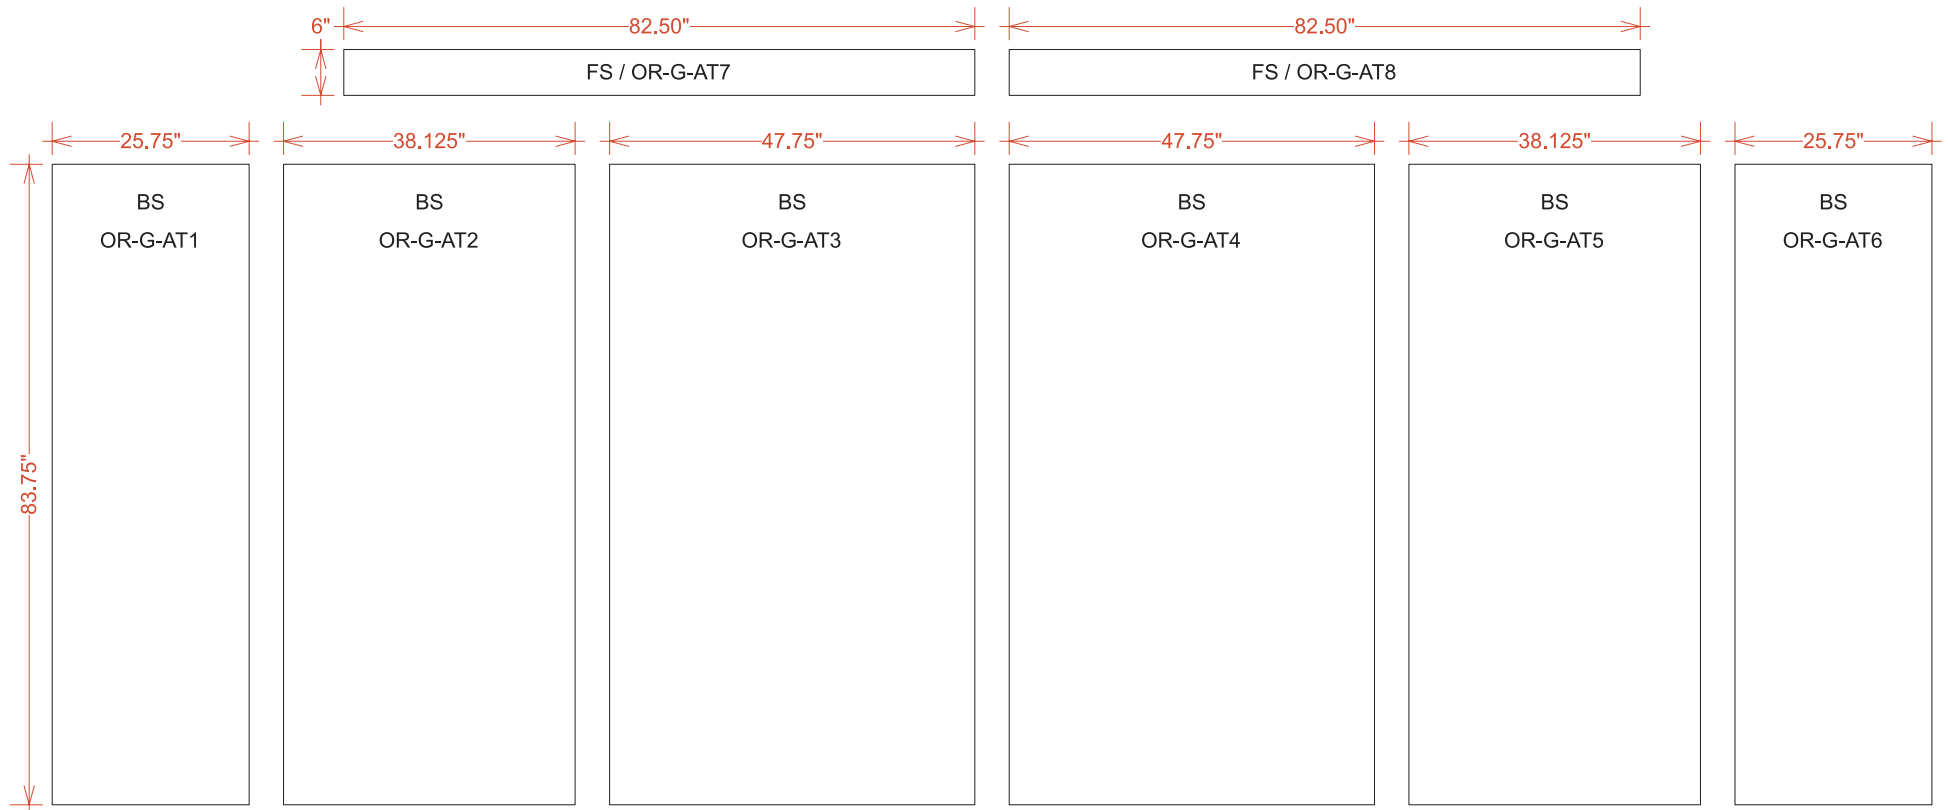 6" 82.50" 82.50"
FS / OR-G-AT7 FS / OR-G-AT8
25.75" 38.125" 47.75" 47.75" 38.125" 25.75"
BS BS BS BS BS BS
OR-G-AT1 OR-G-AT2 OR-G-AT3 OR-G-AT4 OR-G-AT5 OR-G-AT6
83.75"